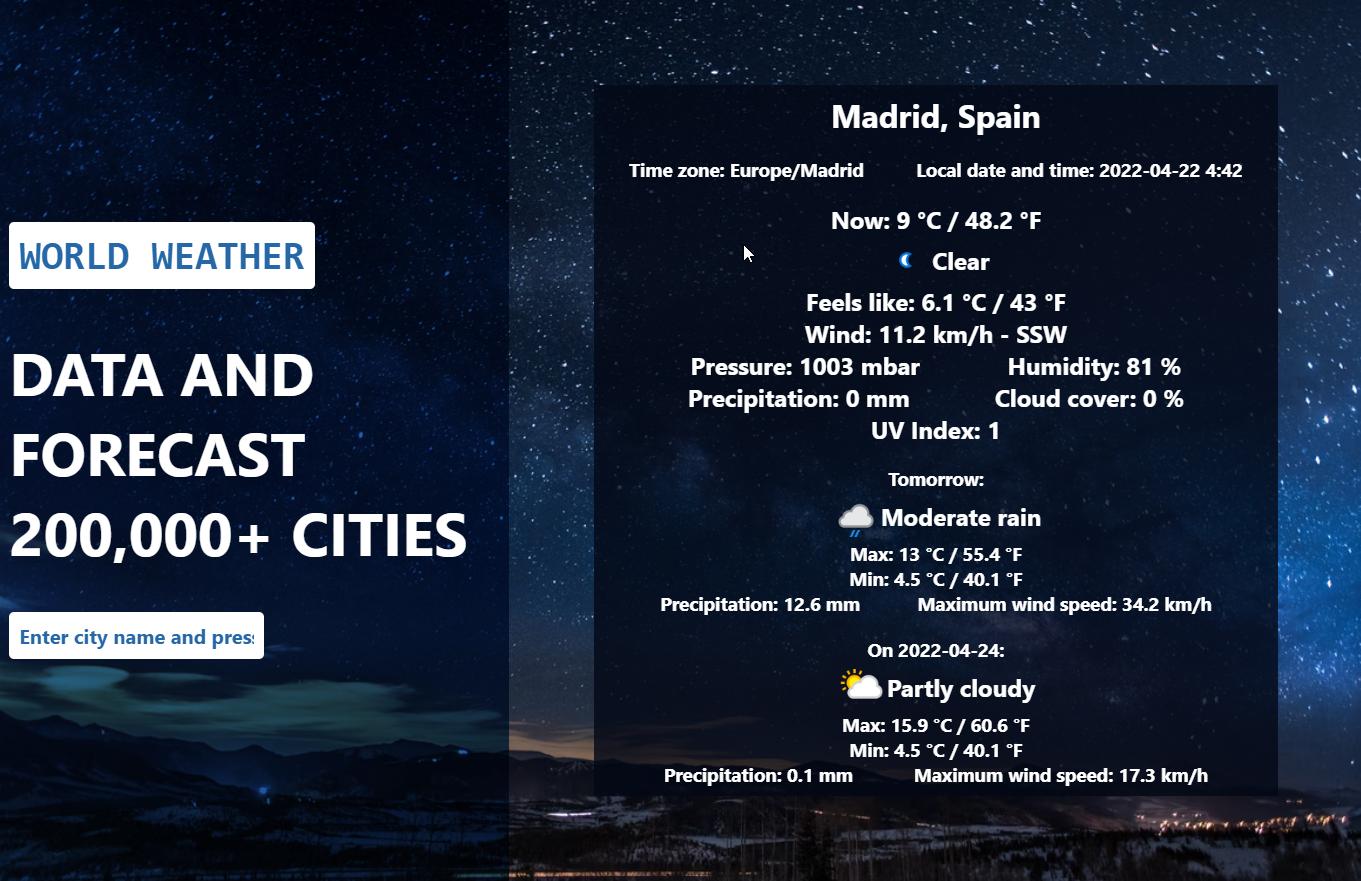 WORLD WEATHER
DATA AND
FORECAST
200,000+ CITIES
Enter city name and pres
Madrid, Spain
Time zone: Europe/Madrid Local date and time: 2022-04-22 4:42
Now: 9 °C / 48.2 °F
Clear
Feels like: 6.1 °C / 43 °F
Wind: 11.2 km/h - SSW
Pressure: 1003 mbar Humidity: 81 %
Precipitation: 0 mm Cloud cover: 0 %
UV Index: 1
Tomorrow:
Moderate rain
Max: 13 °C / 55.4 °F
Min: 4.5 °C / 40.1 °F
Precipitation: 12.6 mm Maximum wind speed: 34.2 km/h
On 2022-04-24:
Partly cloudy
Max: 15.9 °C / 60.6 °F
Min: 4.5 °C / 40.1 °F
Precipitation: 0.1 mm Maximum wind speed: 17.3 km/h